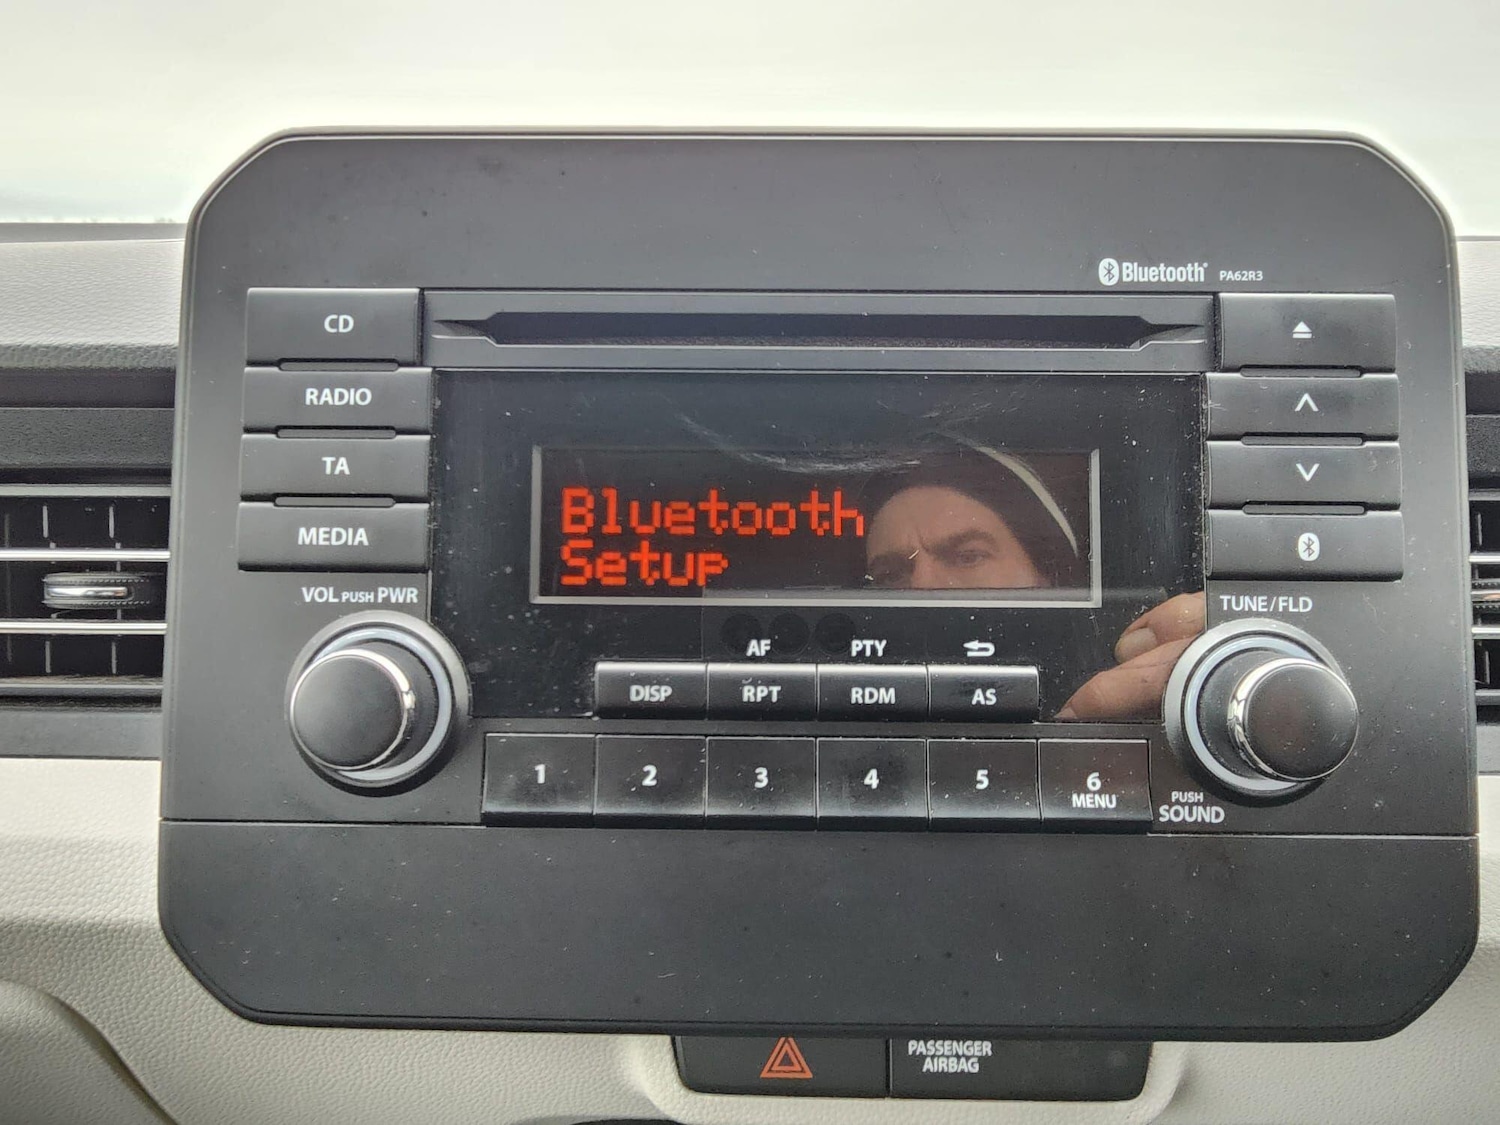 Bluetooth® PA62R3
CD
RADIO
TA
MEDIA
Bluetooth
Setup
VOL PUSH PWR
TUNE/FLD
AF PTY
DISP RPT RDM AS
1 2 3 4 5 6
MENU
PUSH
SOUND
PASSENGER
AIRBAG